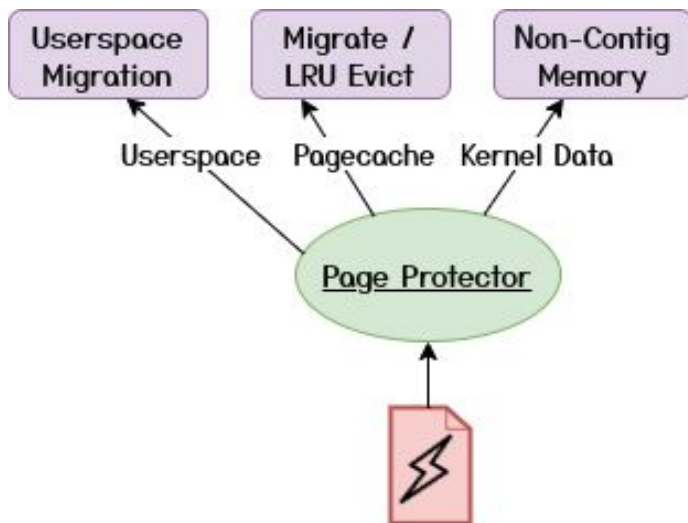 Userspace
Migration
Migrate /
LRU Evict
Non-Contig
Memory
Userspace
Pagecache
Kernel Data
Page Protector